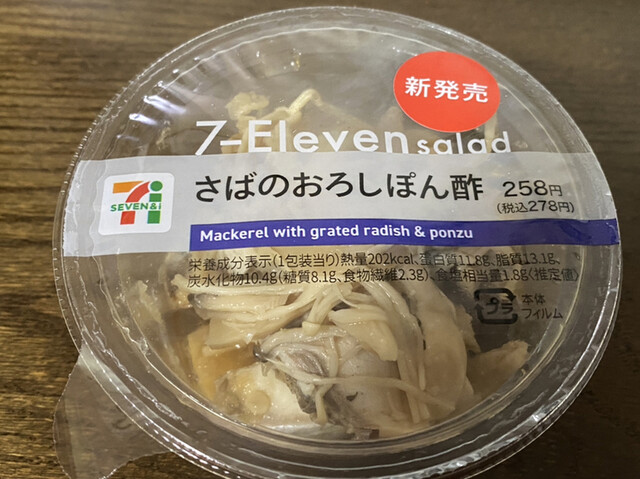 新発売
7-Eleven salad
SEVEN&i
さばのおろしぽん酢 258円
(税込278円)
Mackerel with grated radish & ponzu
栄養成分表示(1包装当り)熱量202kcal、蛋白質11.8g、脂質13.1g、
炭水化物10.4g(糖質8.1g、食物繊維2.3g)、食塩相当量1.8g(推定値)
プラ 本体
フィルム